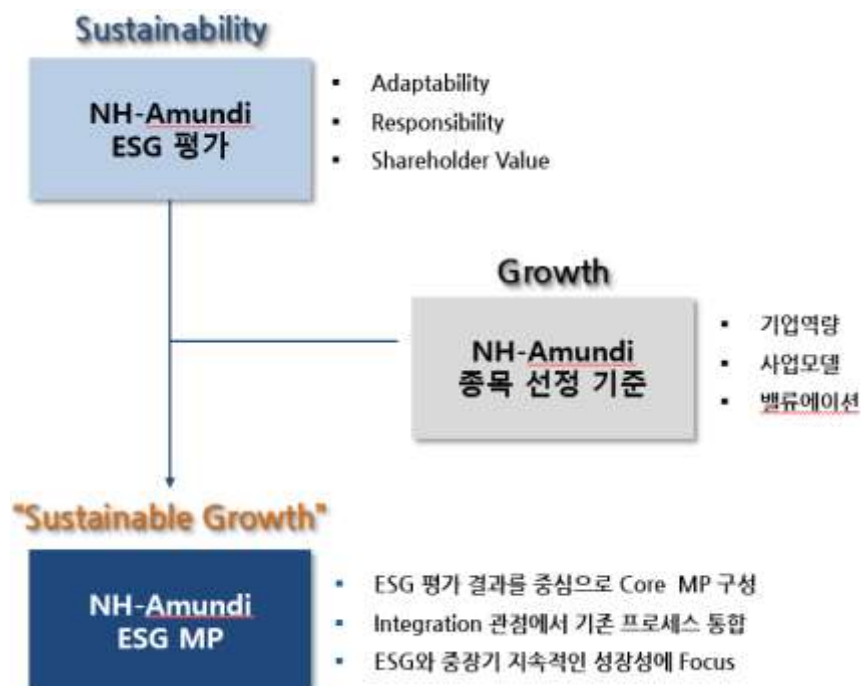 Sustainability
NH-Amundi
ESG 평가
▪ Adaptability
▪ Responsibility
▪ Shareholder Value
Growth
NH-Amundi
종목 선정 기준
▪ 기업역량
▪ 사업모델
▪ 밸류에이션
"Sustainable Growth"
NH-Amundi
ESG MP
▪ ESG 평가 결과를 중심으로 Core MP 구성
▪ Integration 관점에서 기존 프로세스 통합
▪ ESG와 중장기 지속적인 성장성에 Focus